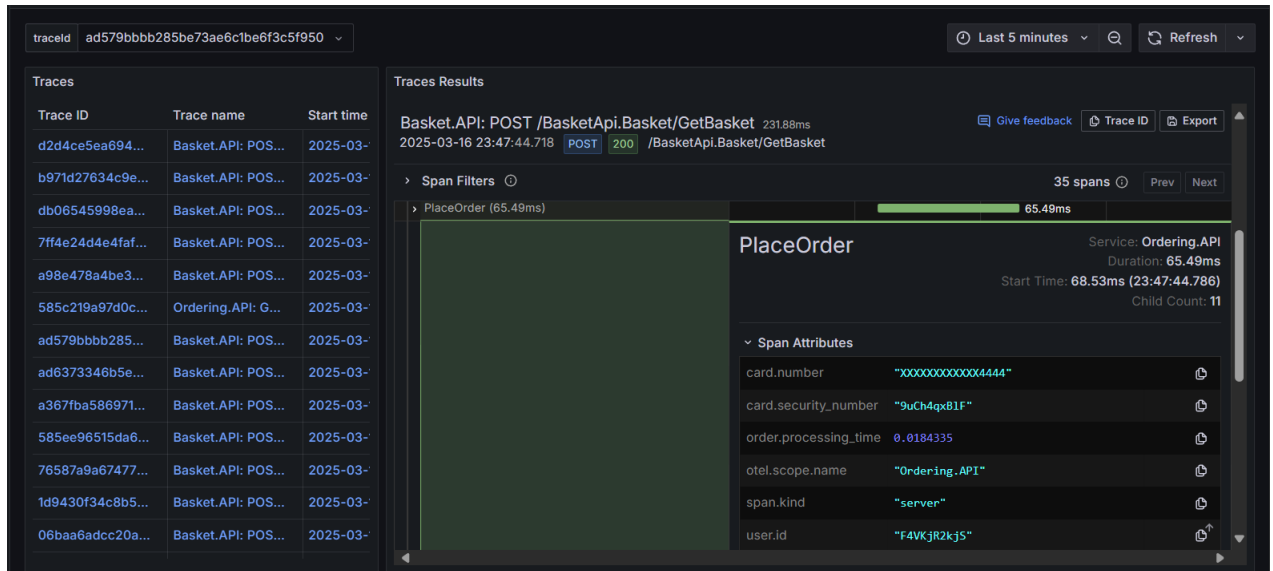 traceId ad579bbbb285be73ae6c1be6f3c5f950
Last 5 minutes
Refresh
Traces
Trace ID Trace name Start time
d2d4ce5ea694... Basket.API: POS... 2025-03-
b971d27634c9e... Basket.API: POS... 2025-03-
db06545998ea... Basket.API: POS... 2025-03-
7ff4e24d4e4faf... Basket.API: POS... 2025-03-
a98e478a4be3... Basket.API: POS... 2025-03-
585c219a97d0c... Ordering.API: G... 2025-03-
ad579bbbb285... Basket.API: POS... 2025-03-
ad6373346b5e... Basket.API: POS... 2025-03-
a367fba586971... Basket.API: POS... 2025-03-
585ee96515da6... Basket.API: POS... 2025-03-
76587a9a67477... Basket.API: POS... 2025-03-
1d9430f34c8b5... Basket.API: POS... 2025-03-
06baa6adcc20a... Basket.API: POS... 2025-03-
Traces Results
Basket.API: POST /BasketApi.Basket/GetBasket 231.88ms
Give feedback Trace ID Export
2025-03-16 23:47:44.718 POST 200 /BasketApi.Basket/GetBasket
Span Filters
35 spans Prev Next
PlaceOrder (65.49ms)
65.49ms
PlaceOrder
Service: Ordering.API
Duration: 65.49ms
Start Time: 68.53ms (23:47:44.786)
Child Count: 11
Span Attributes
card.number "XXXXXXXXXXXX4444"
card.security_number "9uCh4qxBlF"
order.processing_time 0.0184335
otel.scope.name "Ordering.API"
span.kind "server"
user.id "F4VKjR2kjS"